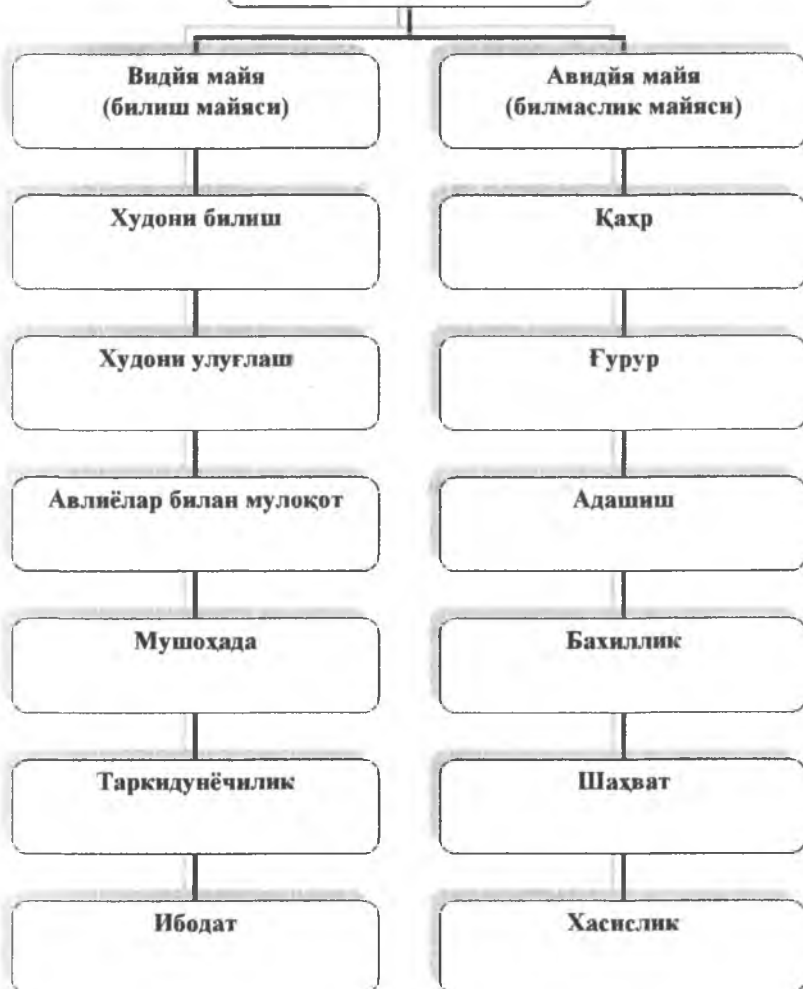 Видйя майя
(билиш майяси)
Худони билиш
Худони улуғлаш
Авлиёлар билан мулоқот
Мушоҳада
Таркидунёчилик
Ибодат
Авидйя майя
(билмаслик майяси)
Қаҳр
Ғурур
Адашиш
Бахиллик
Шаҳват
Хасислик